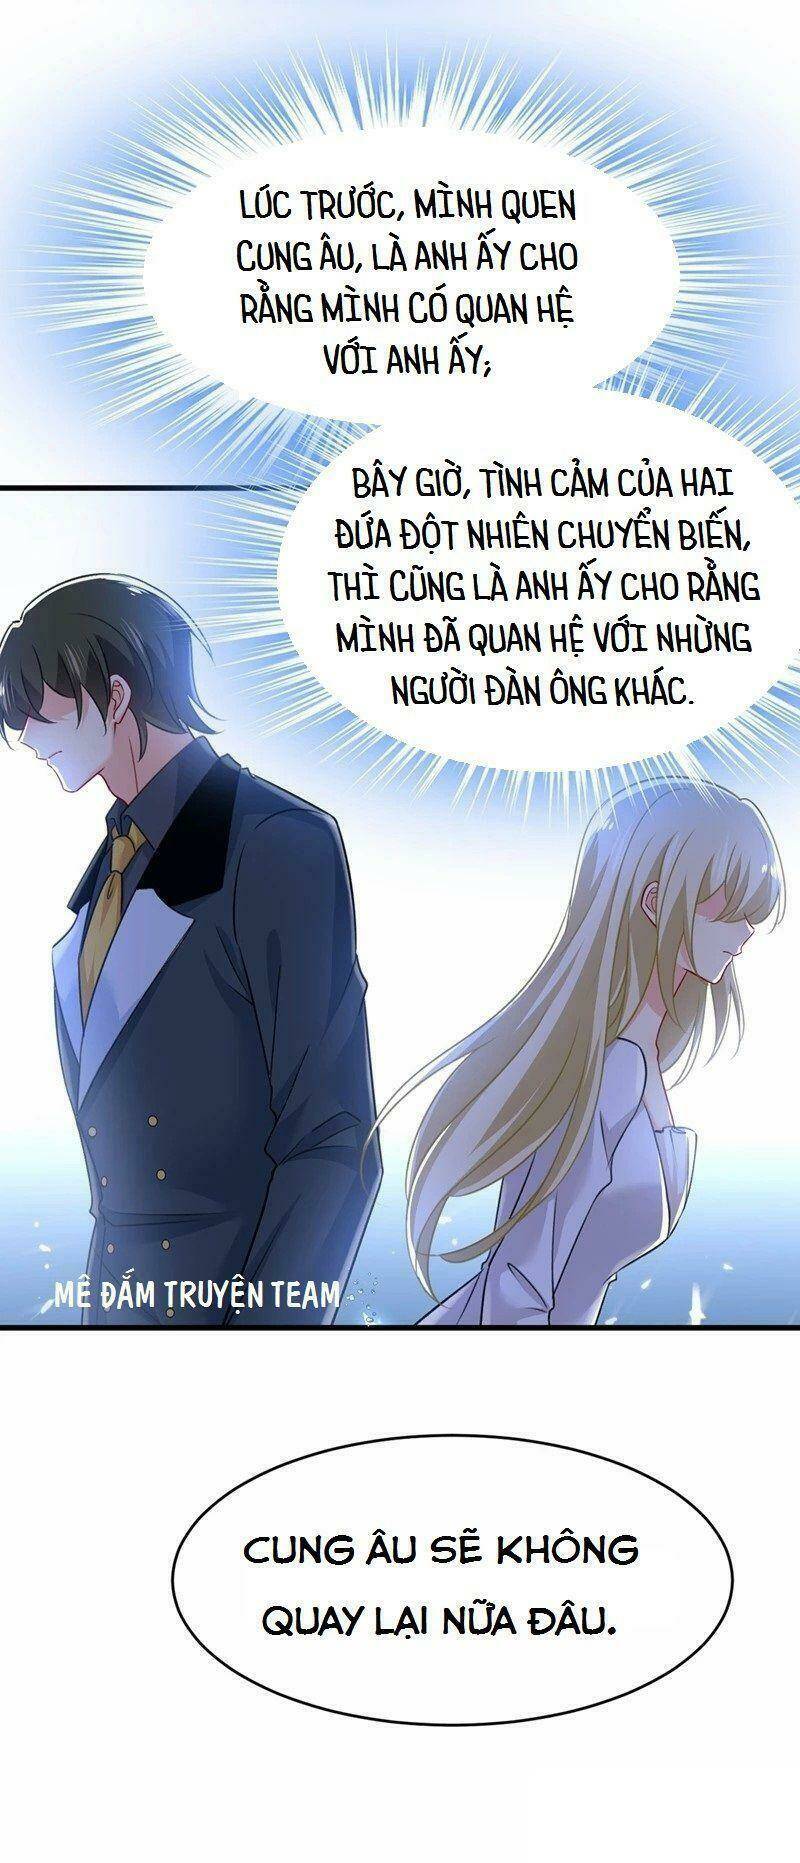 LÚC TRƯỚC, MÌNH QUEN
CUNG ÂU, LÀ ANH ẤY CHO
RẰNG MÌNH CÓ QUAN HỆ
VỚI ANH ẤY;
BÂY GIỜ, TÌNH CẢM CỦA HAI
ĐỨA ĐỘT NHIÊN CHUYỂN BIẾN,
THÌ CŨNG LÀ ANH ẤY CHO RẰNG
MÌNH ĐÃ QUAN HỆ VỚI NHỮNG
NGƯỜI ĐÀN ÔNG KHÁC.
MÊ ĐẮM TRUYỆN TEAM
CUNG ÂU SẼ KHÔNG
QUAY LẠI NỮA ĐÂU.